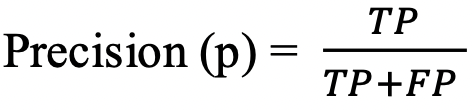 Precision (p) = TP / TP+FP